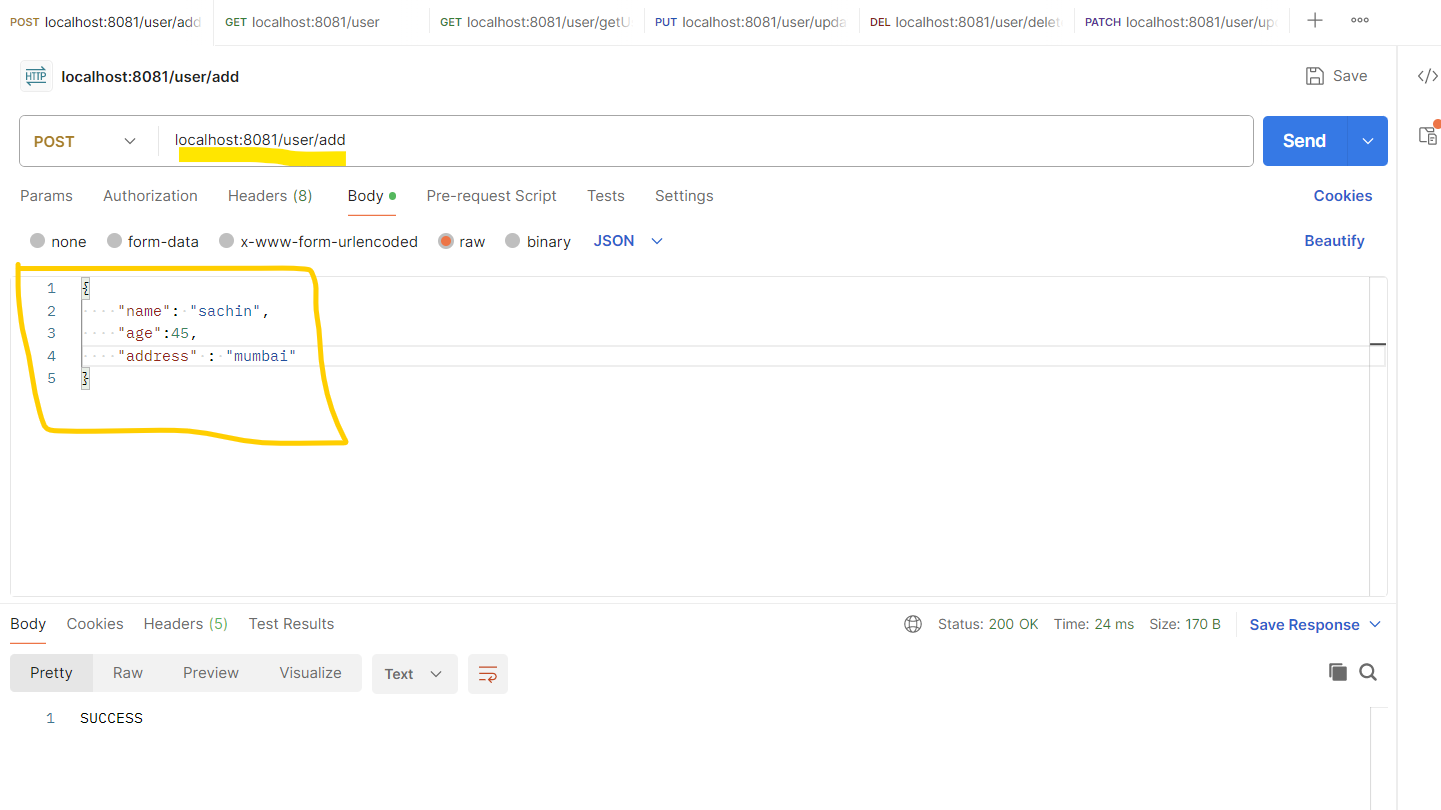 POST localhost:8081/user/add GET localhost:8081/user GET localhost:8081/user/getU PUT localhost:8081/user/upda DEL localhost:8081/user/delet PATCH localhost:8081/user/up
HTTP localhost:8081/user/add Save </>
POST localhost:8081/user/add Send
Params Authorization Headers (8) Body Pre-request Script Tests Settings Cookies
none form-data x-www-form-urlencoded raw binary JSON Beautify
1 {
2 "name": "sachin",
3 "age":45,
4 "address" : "mumbai"
5 }
Body Cookies Headers (5) Test Results Status: 200 OK Time: 24 ms Size: 170 B Save Response
Pretty Raw Preview Visualize Text
1 SUCCESS